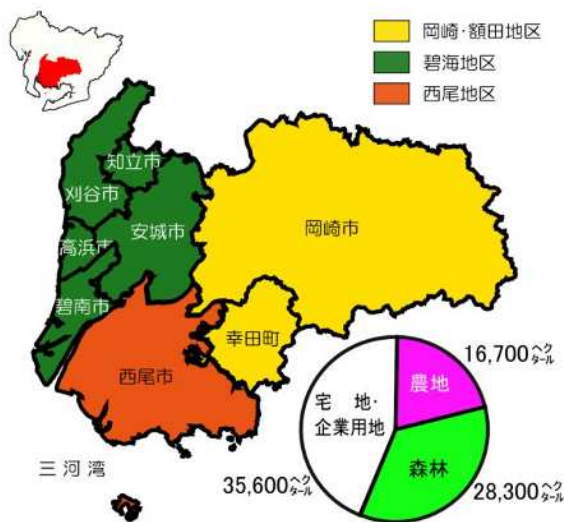 岡崎・額田地区
碧海地区
西尾地区
知立市
刈谷市
安城市
岡崎市
高浜市
碧南市
幸田町
西尾市
三河湾
16,700ヘクタール
農地
宅地・
企業用地
森林
35,600ヘクタール
28,300ヘクタール